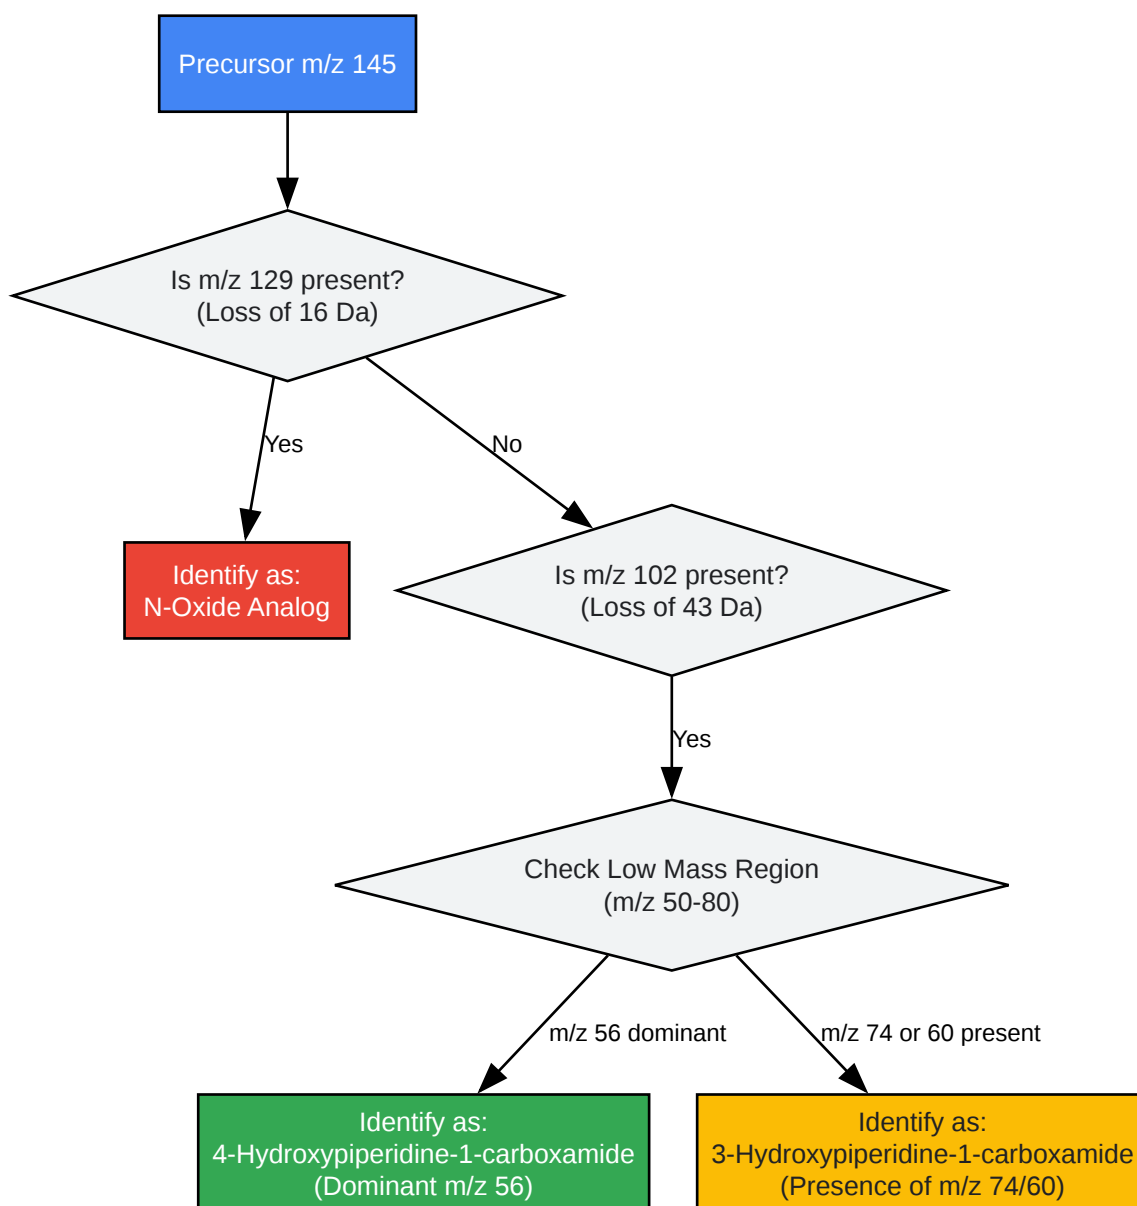 Precursor m/z 145
Is m/z 129 present?
(Loss of 16 Da)
Yes
No
Identify as:
N-Oxide Analog
Is m/z 102 present?
(Loss of 43 Da)
Yes
Check Low Mass Region
(m/z 50-80)
m/z 56 dominant
m/z 74 or 60 present
Identify as:
4-Hydroxypiperidine-1-carboxamide
(Dominant m/z 56)
Identify as:
3-Hydroxypiperidine-1-carboxamide
(Presence of m/z 74/60)